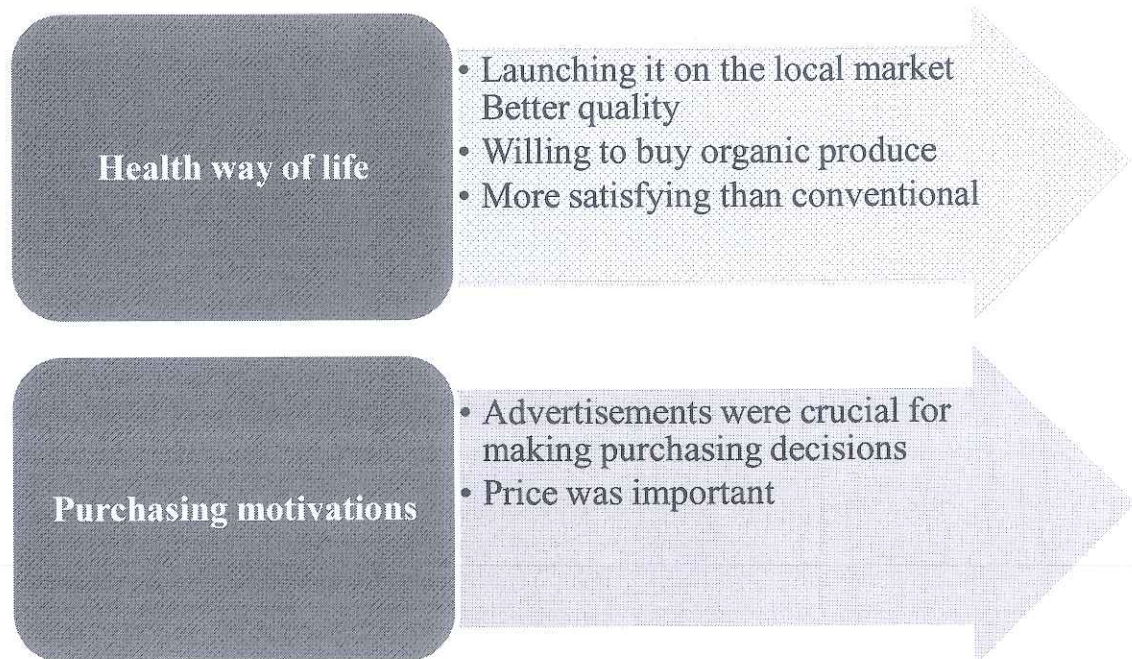 Health way of life
• Launching it on the local market
Better quality
• Willing to buy organic produce
• More satisfying than conventional
Purchasing motivations
• Advertisements were crucial for
making purchasing decisions
• Price was important